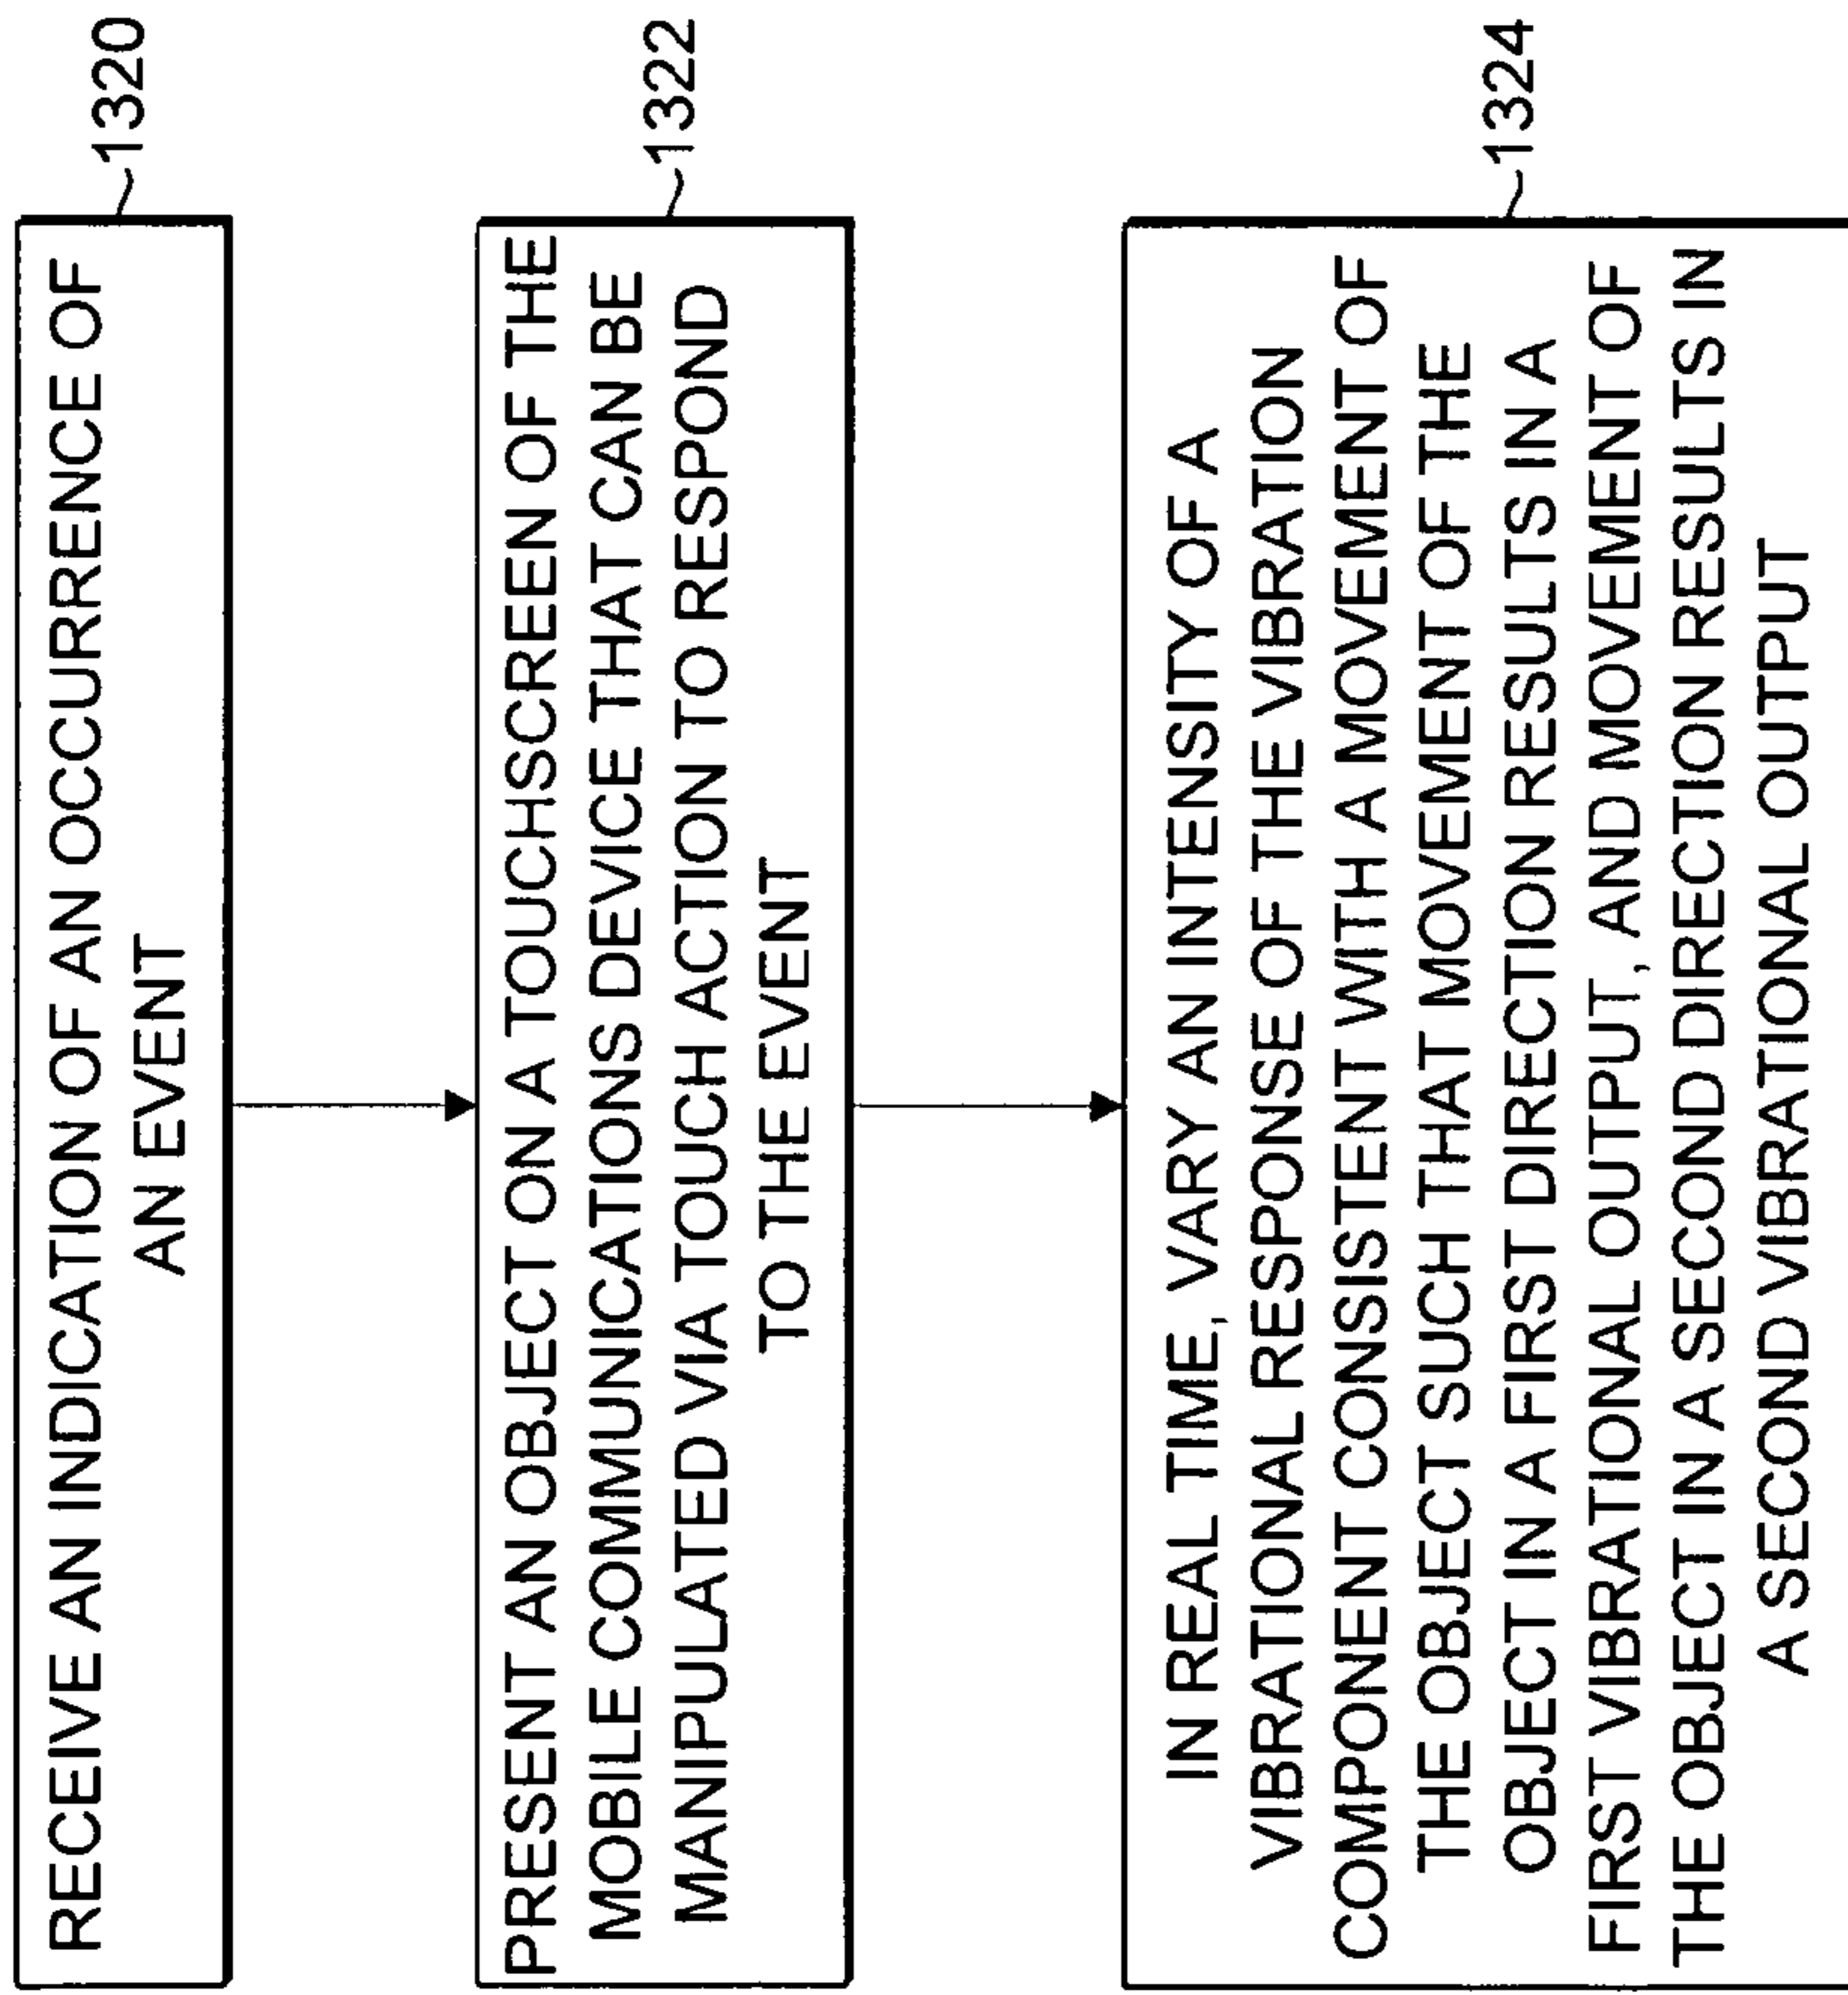 RECEIVE AN INDICATION OF AN OCCURRENCE OF
AN EVENT
1320
PRESENT AN OBJECT ON A TOUCHSCREEN OF THE
MOBILE COMMUNICATIONS DEVICE THAT CAN BE
MANIPULATED VIA TOUCH ACTION TO RESPOND
TO THE EVENT
1322
IN REAL TIME, VARY AN INTENSITY OF A
VIBRATIONAL RESPONSE OF THE VIBRATION
COMPONENT CONSISTENT WITH A MOVEMENT OF
THE OBJECT SUCH THAT MOVEMENT OF THE
OBJECT IN A FIRST DIRECTION RESULTS IN A
FIRST VIBRATIONAL OUTPUT, AND MOVEMENT OF
THE OBJECT IN A SECOND DIRECTION RESULTS IN
A SECOND VIBRATIONAL OUTPUT
1324